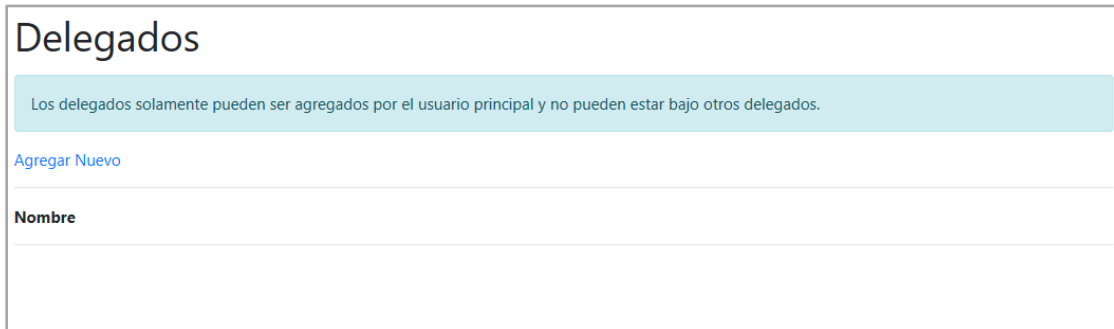 Delegados
Los delegados solamente pueden ser agregados por el usuario principal y no pueden estar bajo otros delegados.
Agregar Nuevo
Nombre